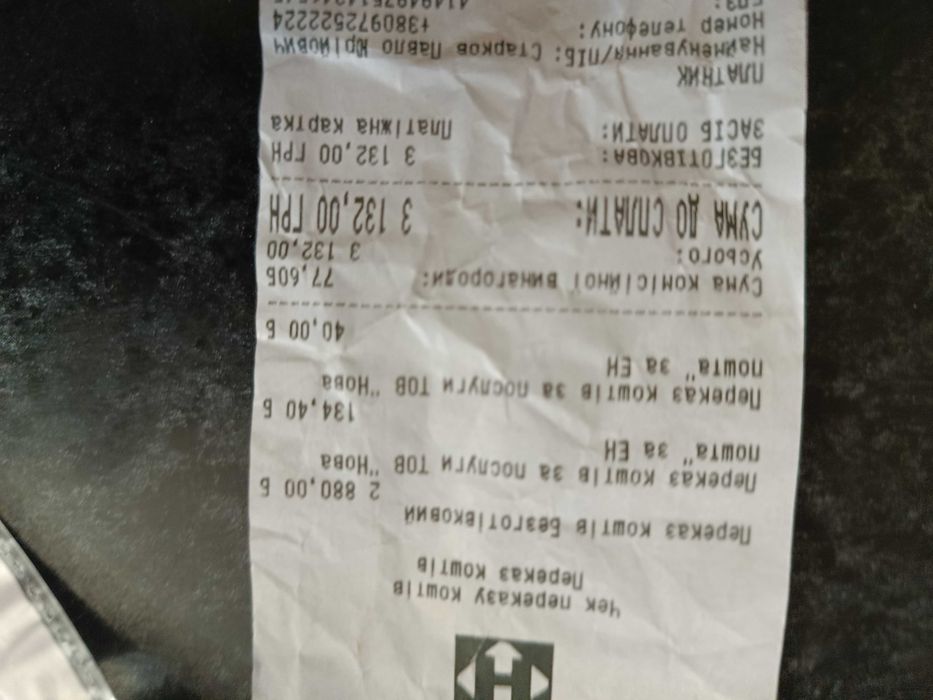 Чек переказу коштів
Переказ коштів
Переказ коштів Безготівковий
2 880,00 Б
Переказ коштів за послуги ТОВ "Нова
пошта" за ЕН
134,40 Б
Переказ коштів за послуги ТОВ "Нова
пошта" за ЕН
40,00 Б
Сума комісійної винагороди: 77,60Б
Усього: 3 132,00
СУМА ДО СПЛАТИ: 3 132,00 ГРН
БЕЗГОТІВКОВА: 3 132,00 ГРН
ЗАСІБ ОПЛАТИ: Платіжна картка
ПЛАТНИК
Найменування/ПІБ: Старков Павло Юрійович
Номер телефону: +380972522224